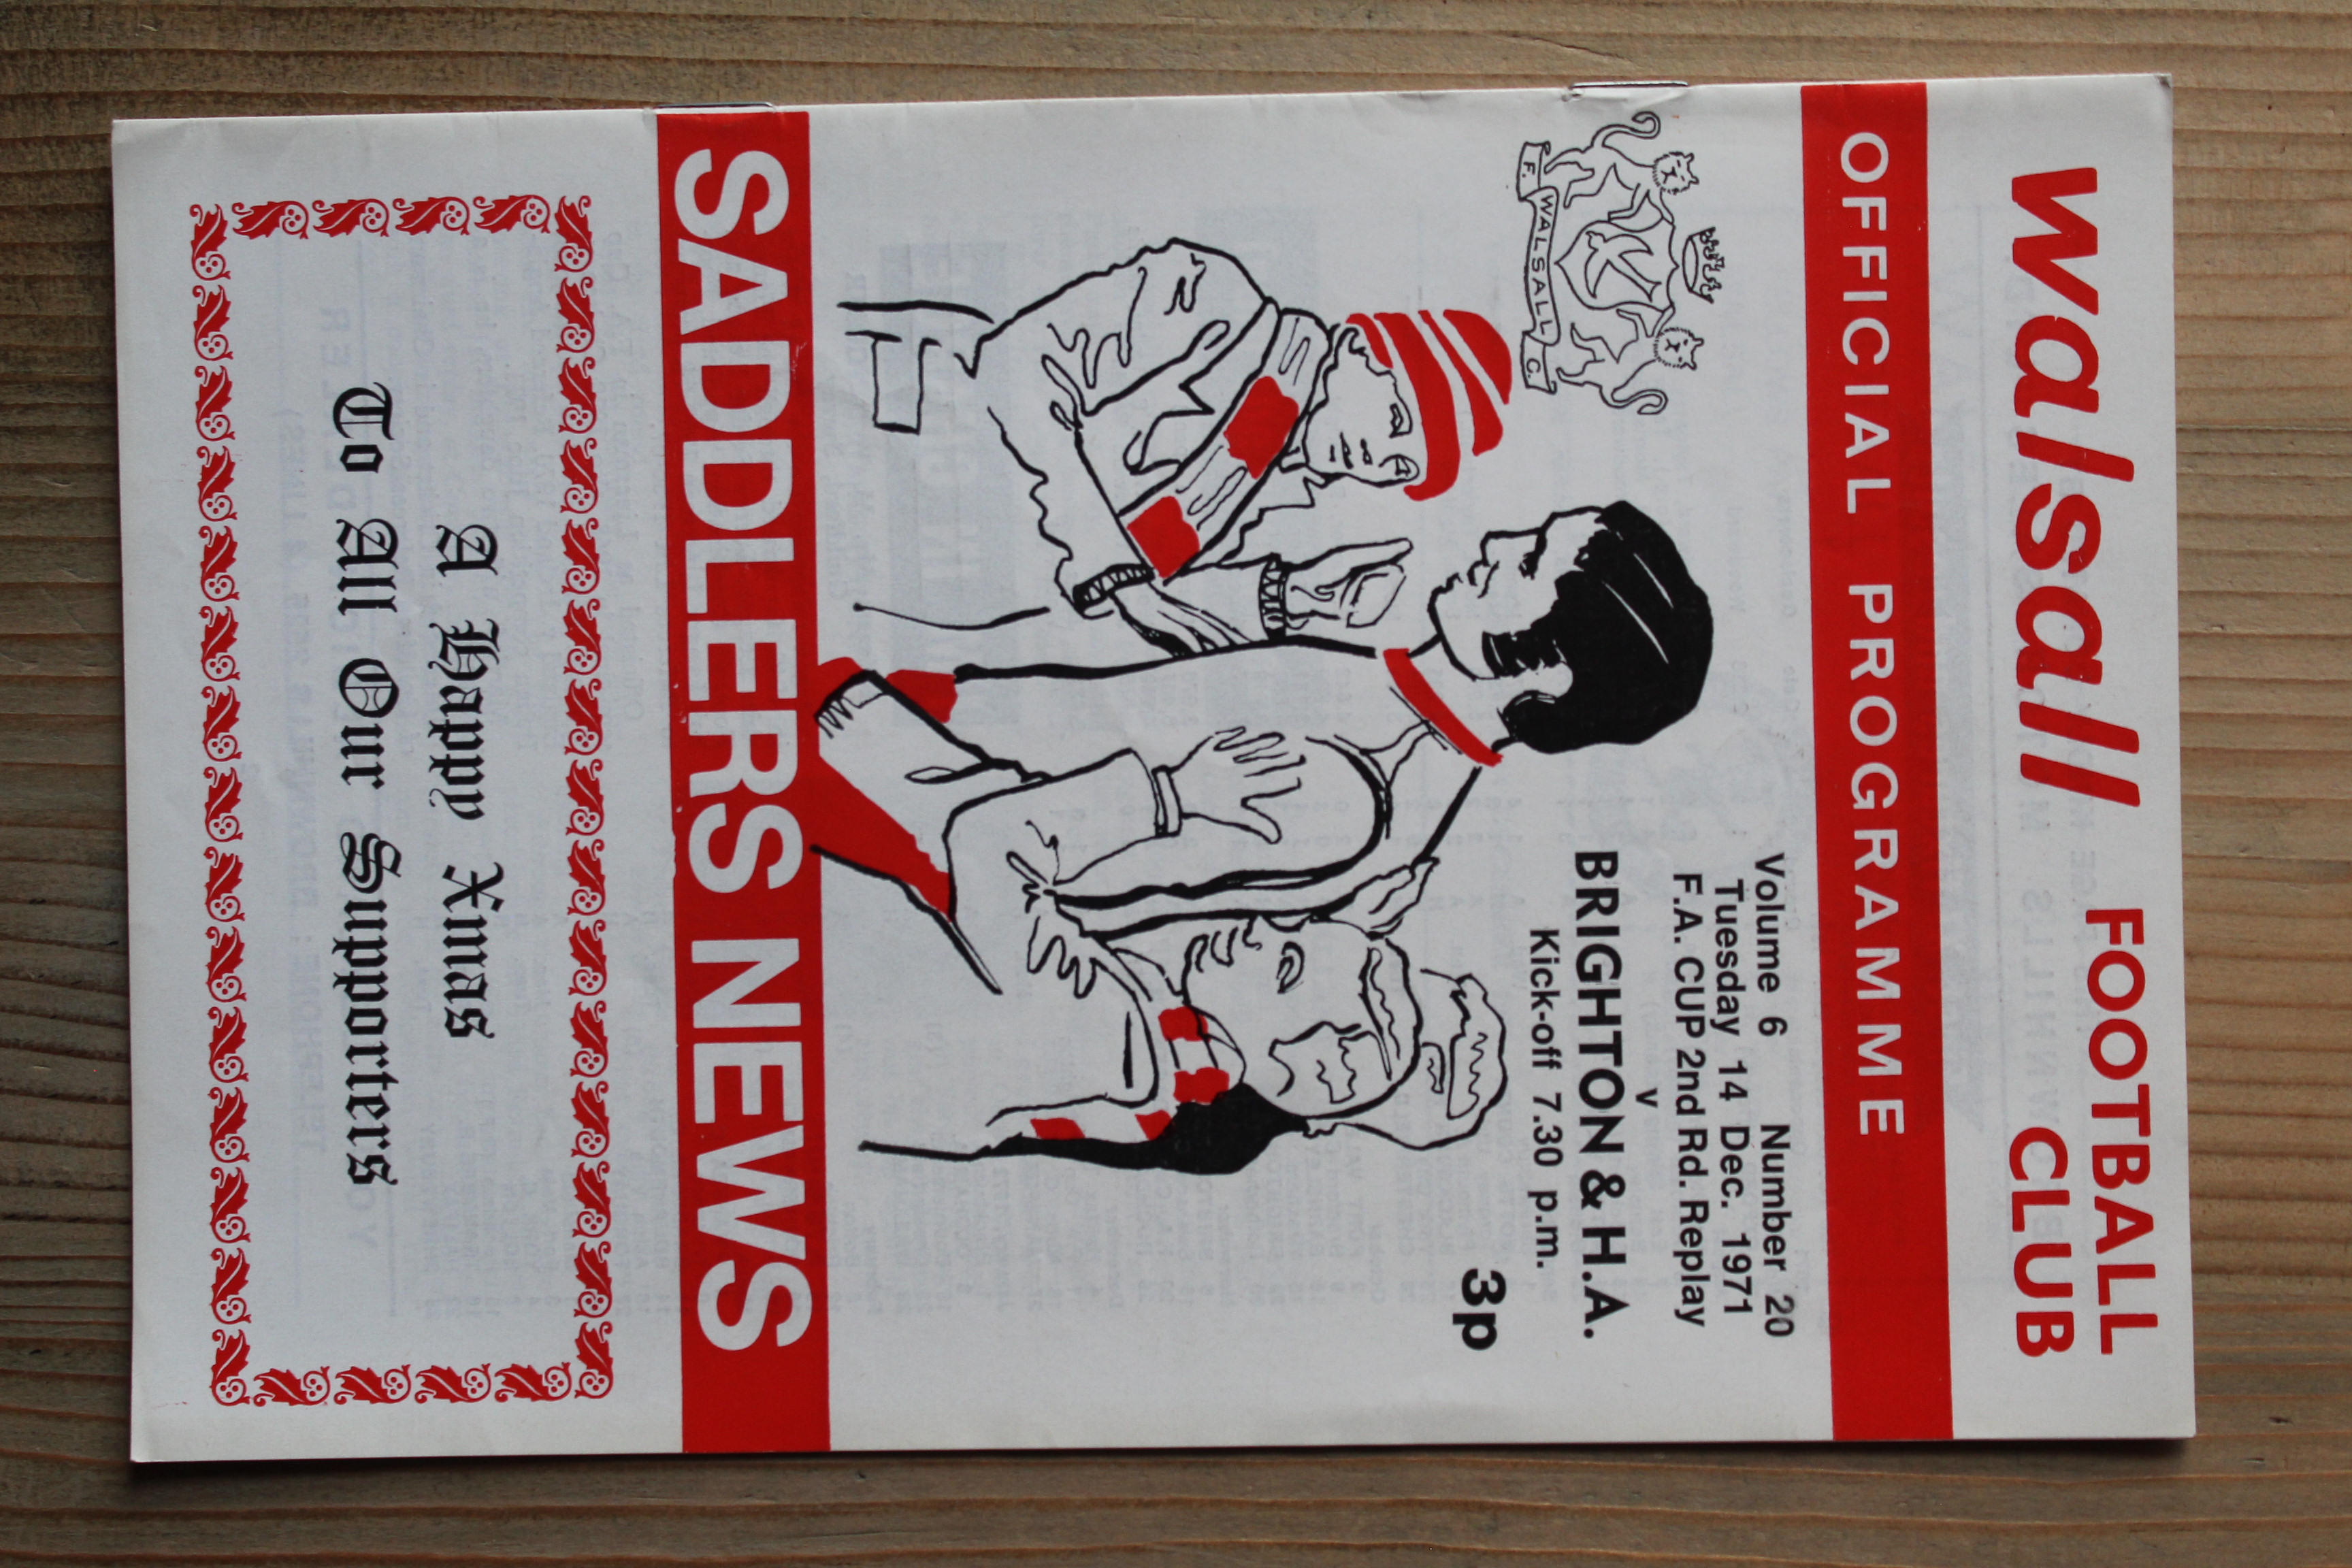 walsall FOOTBALL
CLUB
OFFICIAL PROGRAMME
F. WALSALL C.
Volume 6 Number 20
Tuesday 14 Dec. 1971
F.A. CUP 2nd Rd. Replay
v
BRIGHTON & H.A.
Kick-off 7.30 p.m.
3p
SADDLERS NEWS
A Happy Xmas
To All Our Supporters